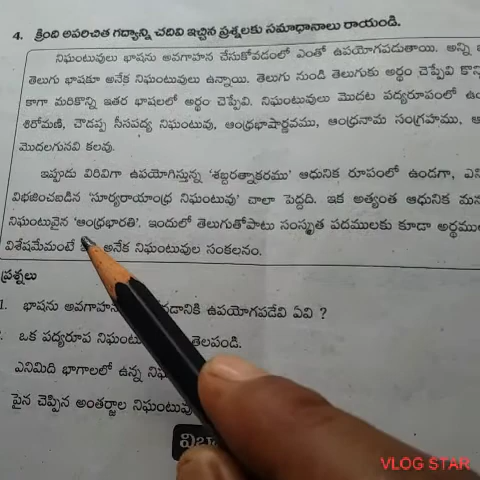 4. క్రింది అపరిచిత గద్యాన్ని చదివి ఇచ్చిన ప్రశ్నలకు సమాధానాలు రాయండి.
నిఘంటువులు భాషను అవగాహన చేసుకోవడంలో ఎంతో ఉపయోగపడుతాయి. అన్ని
తెలుగు భాషకూ అనేక నిఘంటువులు ఉన్నాయి. తెలుగు నుండి తెలుగుకు అర్థం చెప్పేవి
కాగా మరికొన్ని ఇతర భాషలలో అర్థం చెప్పేవి. నిఘంటువులు మొదట పద్యరూపంలో
శిరోమణి, చౌడప్ప సీసపద్య నిఘంటువు, ఆంధ్రభాషార్ణవము, ఆంధ్రనామ సంగ్రహము,
మొదలగునవి కలవు.
ఇప్పుడు విరివిగా ఉపయోగిస్తున్న 'శబ్దరత్నాకరము' ఆధునిక రూపంలో ఉండగా,
విభజించబడిన 'సూర్యరాయాంధ్ర నిఘంటువు' చాలా పెద్దది. ఇక అత్యంత ఆధునిక
నిఘంటువైన 'ఆంధ్రభారతి'. ఇందులో తెలుగుతోపాటు సంస్కృత పదములకు కూడా
విశేషమేమంటే అనేక నిఘంటువుల సంకలనం.
ప్రశ్నలు
1. భాషను ఉపయోగపడేవి ఏవి ?
ఒక పద్యరూప తెలపండి.
ఎనిమిది భాగాలలో ఉన్న
పైన చెప్పిన అంతర్జాల
VLOG STAR